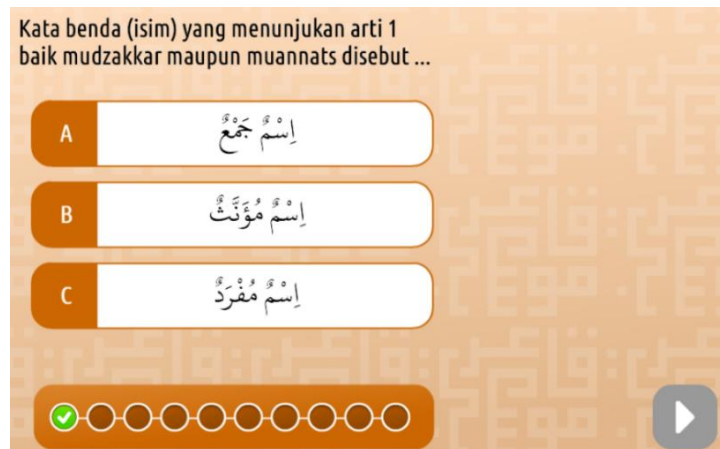 Kata benda (isim) yang menunjukan arti 1
baik mudzakkar maupun muannats disebut ...
A
اِسْمٌ جَمْعٌ
B
اِسْمٌ مُؤَنَّثٌ
C
اِسْمٌ مُفْرَدٌ